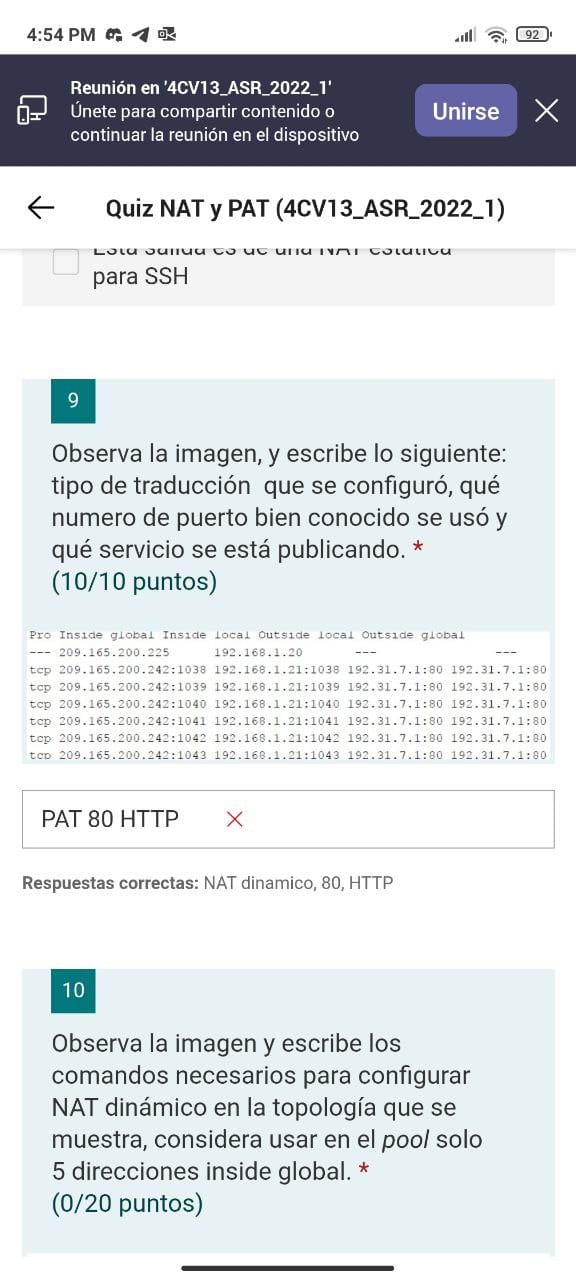 4:54 PM
92
Reunión en '4CV13_ASR_2022_1'
Únete para compartir contenido o
continuar la reunión en el dispositivo
Unirse
Quiz NAT y PAT (4CV13_ASR_2022_1)
Esta salida es de una NAT estática
para SSH
9
Observa la imagen, y escribe lo siguiente:
tipo de traducción que se configuró, qué
numero de puerto bien conocido se usó y
qué servicio se está publicando. *
(10/10 puntos)
Pro Inside global Inside local Outside local Outside global
--- 209.165.200.225 192.168.1.20 --- ---
tcp 209.165.200.242:1038 192.168.1.21:1038 192.31.7.1:80 192.31.7.1:80
tcp 209.165.200.242:1039 192.168.1.21:1039 192.31.7.1:80 192.31.7.1:80
tcp 209.165.200.242:1040 192.168.1.21:1040 192.31.7.1:80 192.31.7.1:80
tcp 209.165.200.242:1041 192.168.1.21:1041 192.31.7.1:80 192.31.7.1:80
tcp 209.165.200.242:1042 192.168.1.21:1042 192.31.7.1:80 192.31.7.1:80
tcp 209.165.200.242:1043 192.168.1.21:1043 192.31.7.1:80 192.31.7.1:80
PAT 80 HTTP
Respuestas correctas: NAT dinamico, 80, HTTP
10
Observa la imagen y escribe los
comandos necesarios para configurar
NAT dinámico en la topología que se
muestra, considera usar en el pool solo
5 direcciones inside global. *
(0/20 puntos)